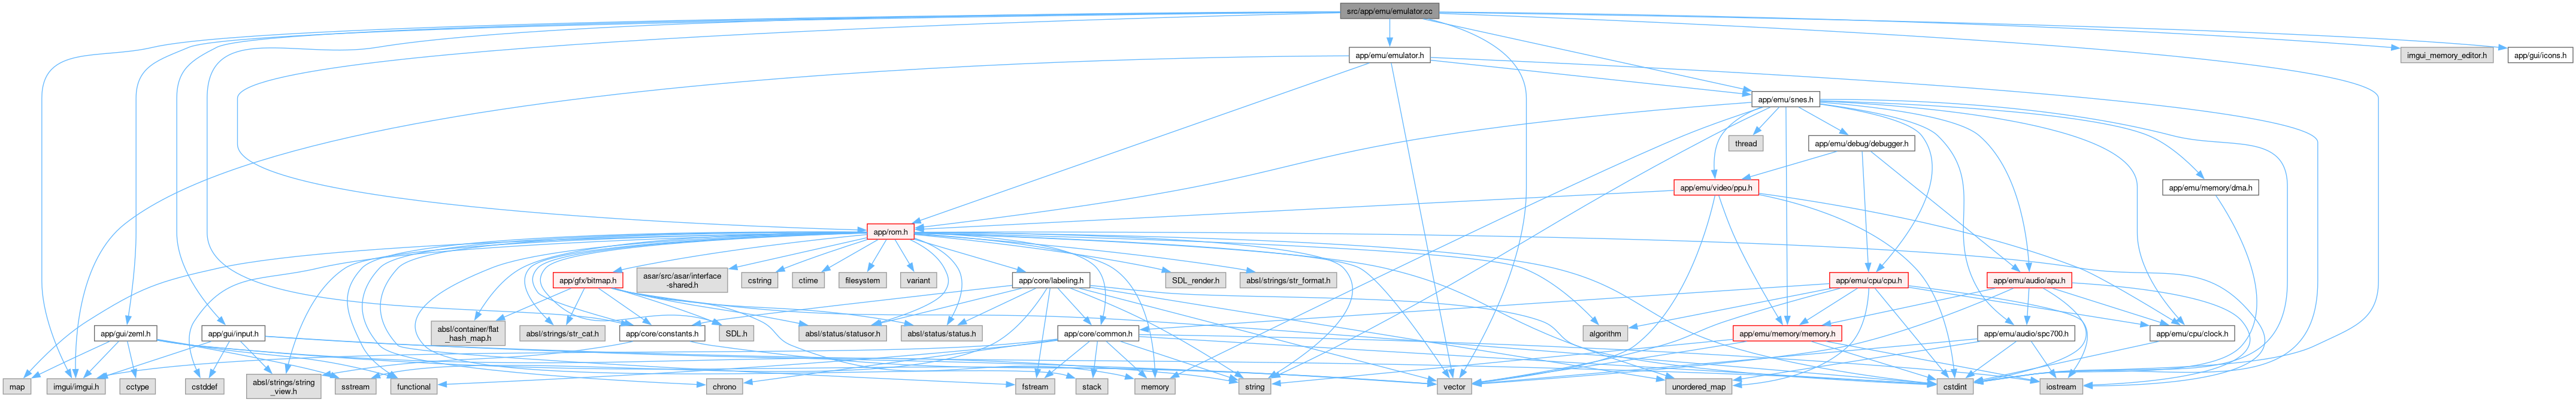 src/app/emu/emulator.cc
app/emu/emulator.h
imgui_memory_editor.h
app/gui/icons.h
app/emu/snes.h
thread
app/emu/debug/debugger.h
app/emu/video/ppu.h
app/emu/memory/dma.h
app/rom.h
app/gfx/bitmap.h
asar/src/asar/interface
-shared.h
cstring
ctime
filesystem
variant
app/core/labeling.h
SDL_render.h
absl/strings/str_format.h
app/emu/cpu/cpu.h
app/emu/audio/apu.h
app/gui/zeml.h
app/gui/input.h
absl/container/flat
_hash_map.h
absl/strings/str_cat.h
app/core/constants.h
SDL.h
absl/status/statusor.h
absl/status/status.h
app/core/common.h
algorithm
app/emu/memory/memory.h
app/emu/audio/spc700.h
app/emu/cpu/clock.h
map
imgui/imgui.h
cctype
cstddef
absl/strings/string
_view.h
sstream
functional
chrono
fstream
stack
memory
string
vector
unordered_map
cstdint
iostream